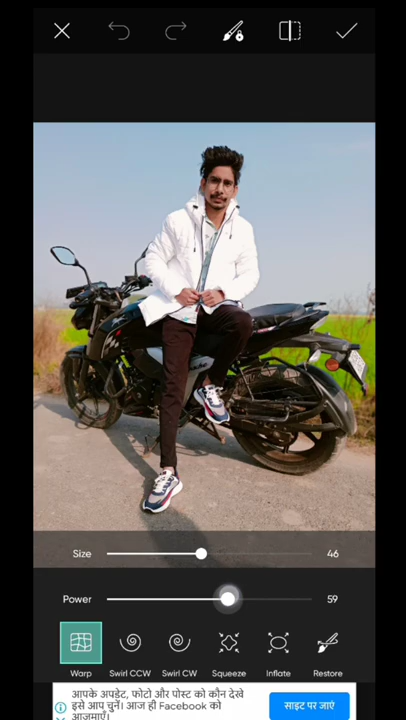 Size
46
Power
59
Warp
Swirl CCW
Swirl CW
Squeeze
Inflate
Restore
आपके अपडेट, फोटो और पोस्ट को कौन देखे
इसे आप चुनें। आज ही Facebook को
आज़माएँ।
साइट पर जाएं